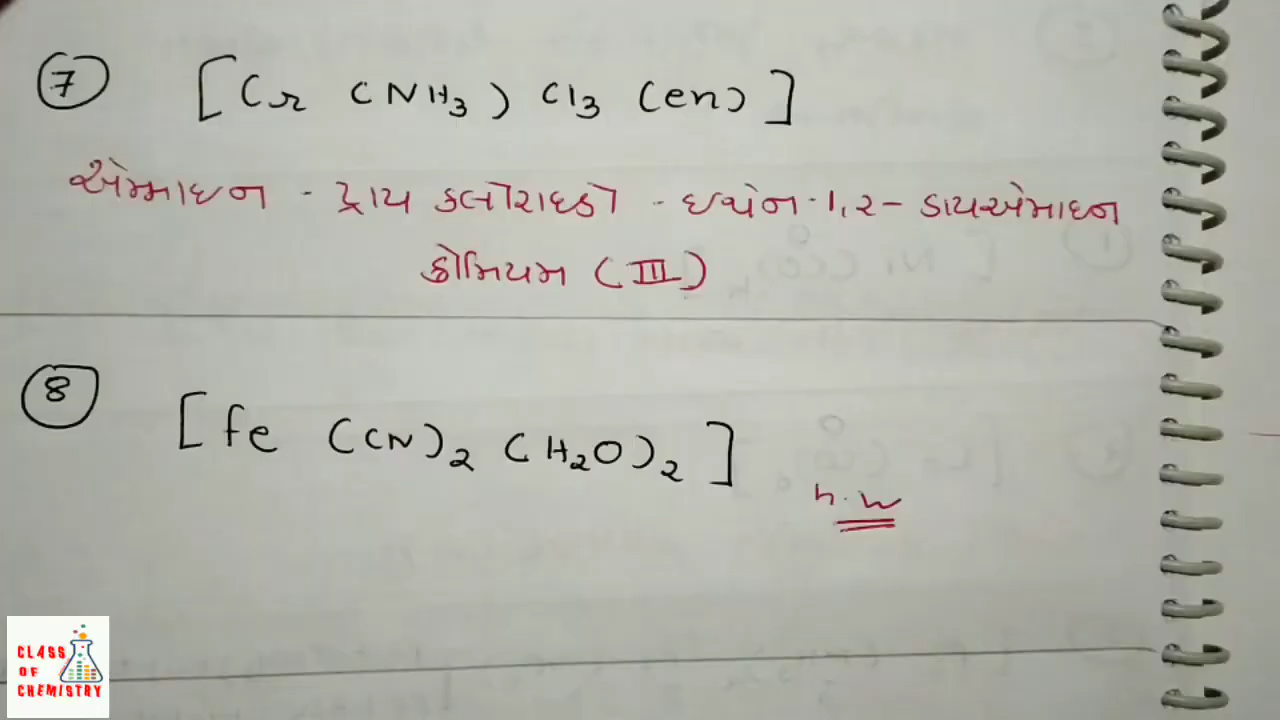 7 [Cr (NH3) Cl3 (en)]
એમ્માઇન - ટ્રાય ક્લોરાઇડો - ઇથેન-1,2- ડાયએમાઇન
ક્રોમિયમ (III)
8 [Fe (CN)2 (H2O)2]
h.w
CLASS
OF
CHEMISTRY